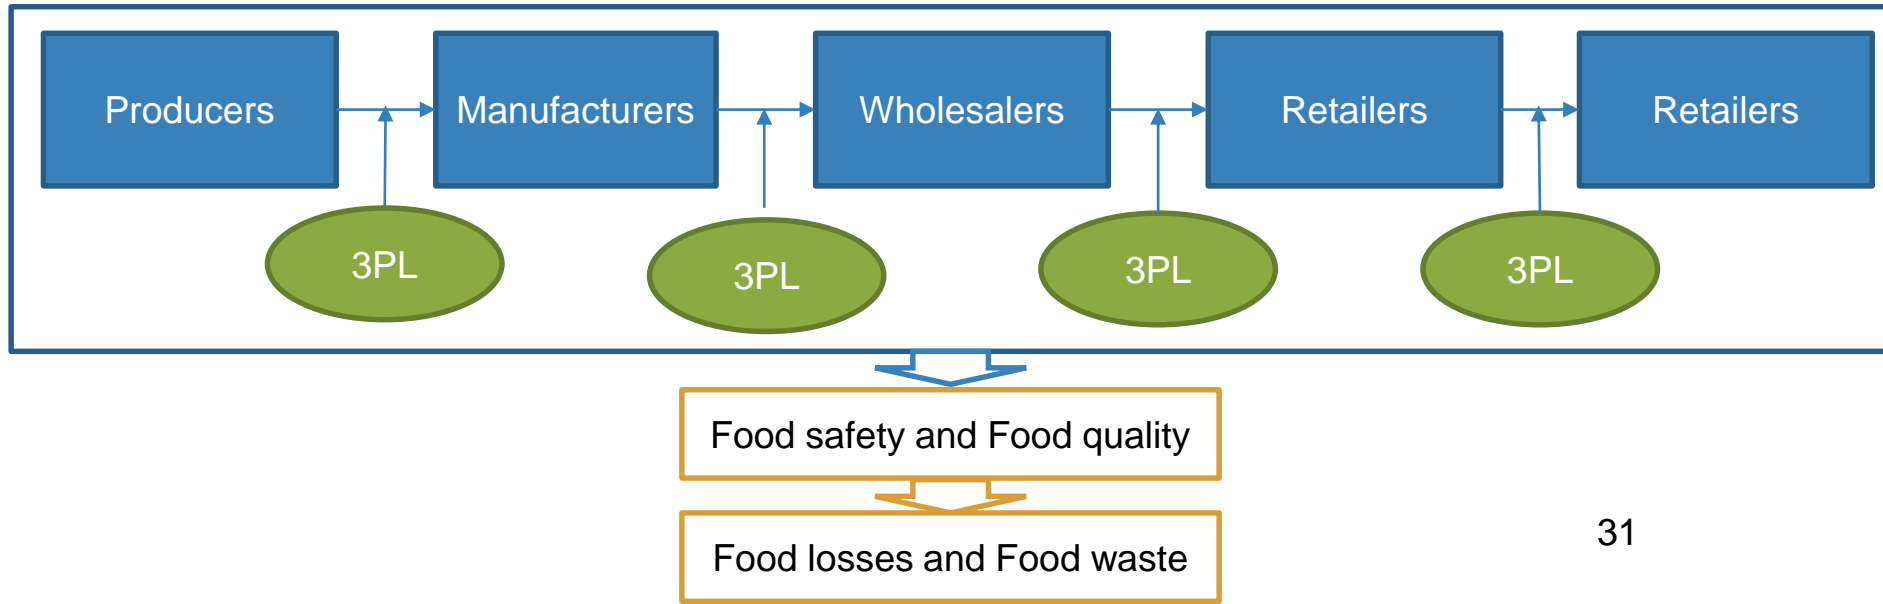 Producers
Manufacturers
Wholesalers
Retailers
Retailers
3PL
3PL
3PL
3PL
Food safety and Food quality
Food losses and Food waste
31